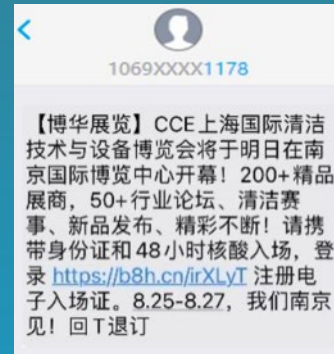 1069XXXX1178
【博华展览】CCE上海国际清洁
技术与设备博览会将于明日在南
京国际博览中心开幕！200+精品
展商，50+行业论坛、清洁赛
事、新品发布、精彩不断！请携
带身份证和48小时核酸入场，登
录 https://b8h.cn/irXLyT 注册电
子入场证。8.25-8.27，我们南京
见！回T退订